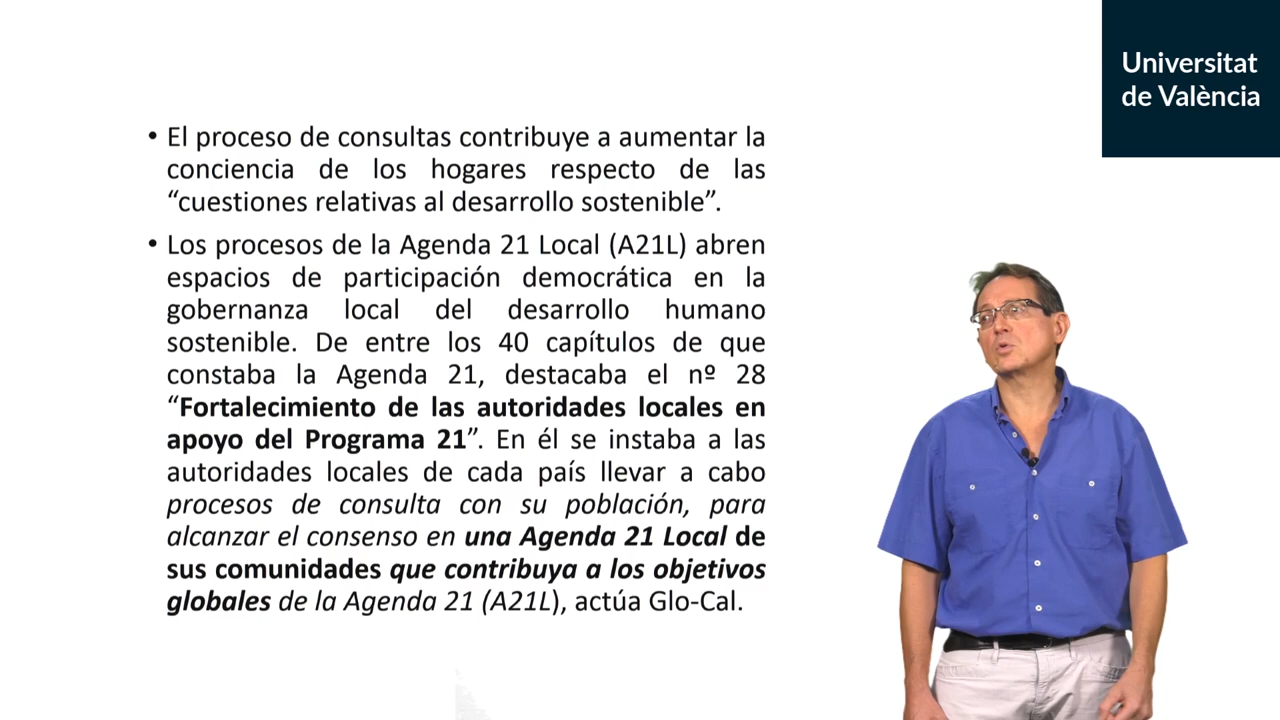 Universitat
de València
• El proceso de consultas contribuye a aumentar la
conciencia de los hogares respecto de las
“cuestiones relativas al desarrollo sostenible”.
• Los procesos de la Agenda 21 Local (A21L) abren
espacios de participación democrática en la
gobernanza local del desarrollo humano
sostenible. De entre los 40 capítulos de que
constaba la Agenda 21, destacaba el nº 28
“Fortalecimiento de las autoridades locales en
apoyo del Programa 21”. En él se instaba a las
autoridades locales de cada país llevar a cabo
procesos de consulta con su población, para
alcanzar el consenso en una Agenda 21 Local de
sus comunidades que contribuya a los objetivos
globales de la Agenda 21 (A21L), actúa Glo-Cal.